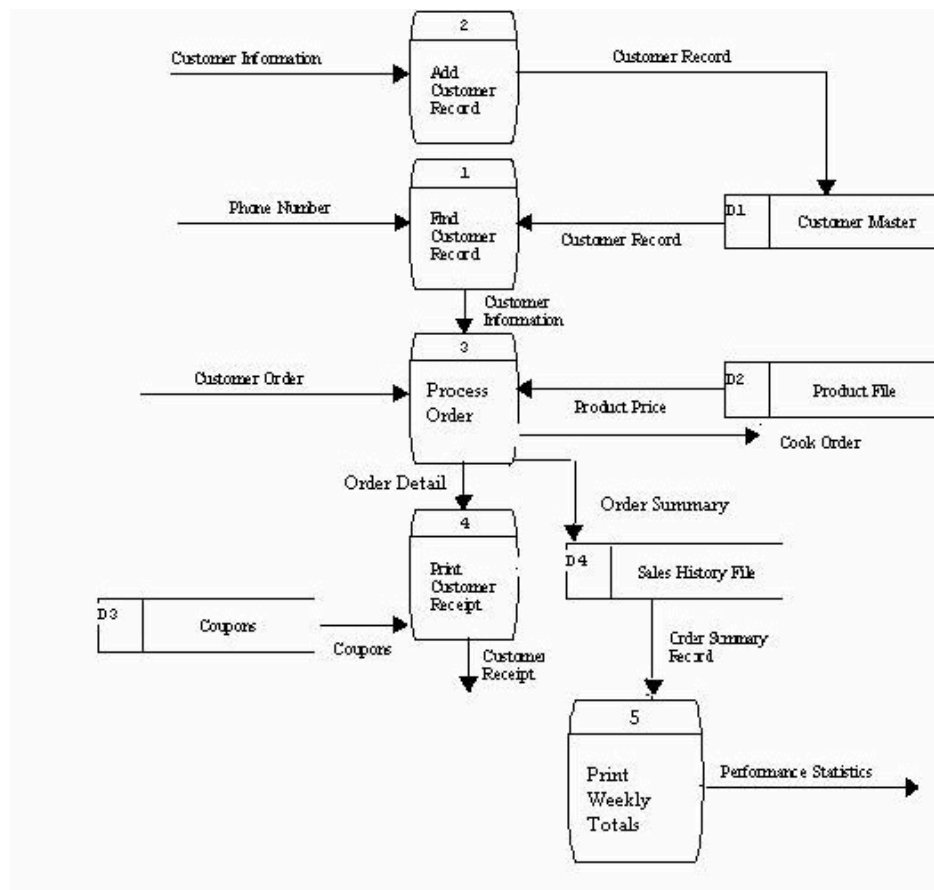 2
Customer Information
Add
Customer
Record
Customer Record
1
Phone Number
Find
Customer
Record
D1
Customer Master
Customer Record
Customer
Information
3
Customer Order
Process
Order
D2
Product File
Product Price
Cook Order
Order Detail
Order Summary
4
Print
Customer
Receipt
D4
Sales History File
D3
Coupons
Coupons
Customer
Receipt
Order Summary
Record
5
Print
Weekly
Totals
Performance Statistics